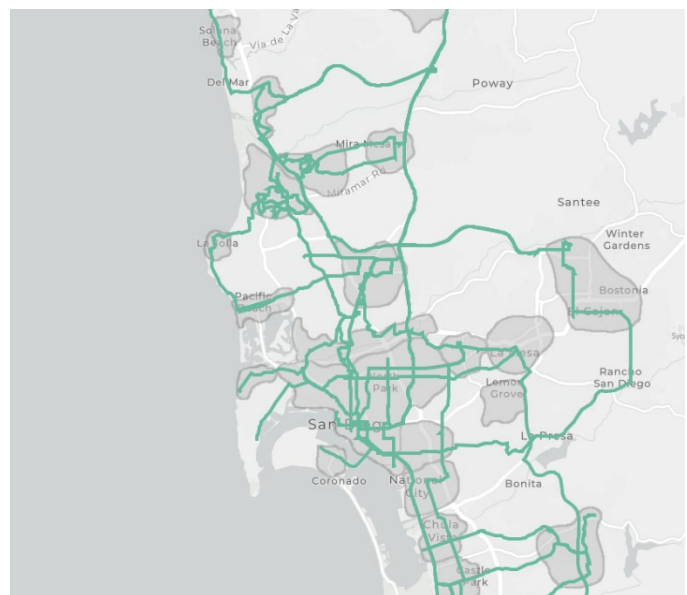 Solana
Beach
Via de La Va
Del Mar
Poway
Mira Mesa
Miramar Rd
Santee
Winter
Gardens
La Jolla
Bostonia
Pacific
Beach
El Cajon
La Mesa
Rancho
San Diego
North
Park
Lemon
Grove
San Diego
La Presa
Coronado
National
City
Bonita
Chula
Vista
Castle
Park